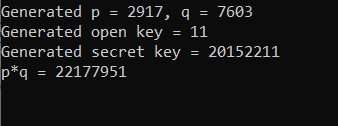 Generated p = 2917, q = 7603
Generated open key = 11
Generated secret key = 20152211
p*q = 22177951